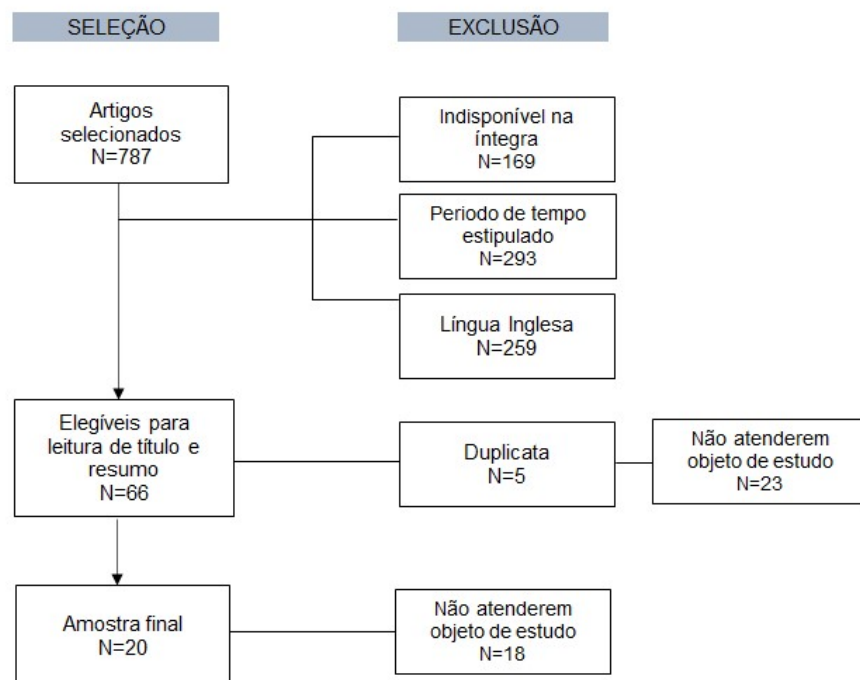 SELEÇÃO
EXCLUSÃO
Artigos
selecionados
N=787
Indisponível na
íntegra
N=169
Periodo de tempo
estipulado
N=293
Língua Inglesa
N=259
Elegíveis para
leitura de título e
resumo
N=66
Duplicata
N=5
Não atenderem
objeto de estudo
N=23
Amostra final
N=20
Não atenderem
objeto de estudo
N=18